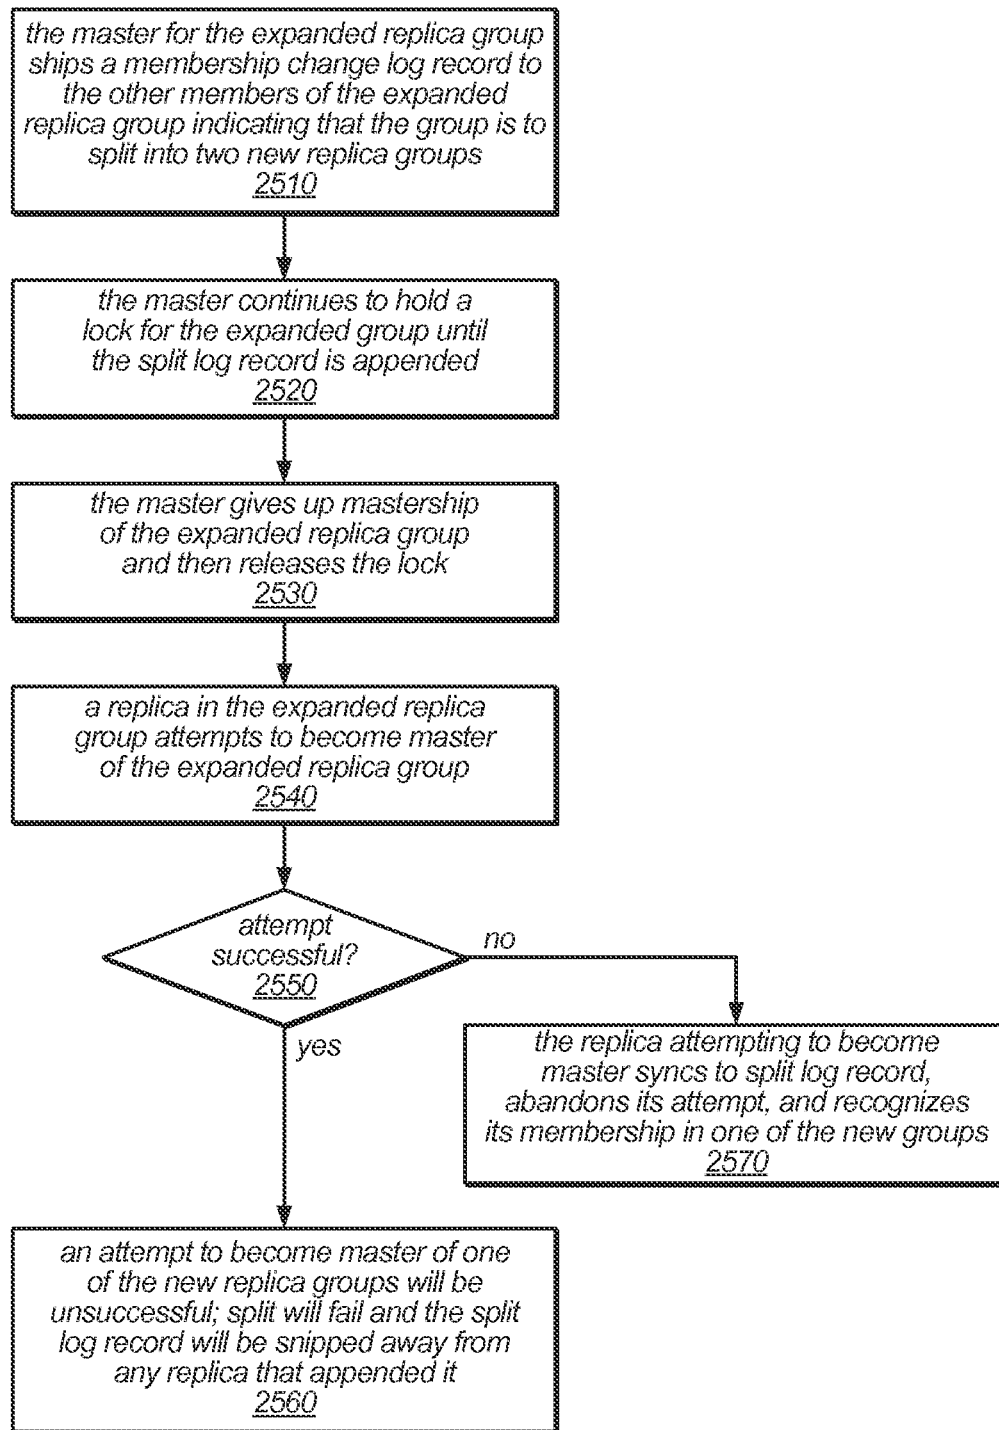 the master for the expanded replica group
ships a membership change log record to
the other members of the expanded
replica group indicating that the group is to
split into two new replica groups
2510
the master continues to hold a
lock for the expanded group until
the split log record is appended
2520
the master gives up mastership
of the expanded replica group
and then releases the lock
2530
a replica in the expanded replica
group attempts to become master
of the expanded replica group
2540
attempt
successful?
2550
no
yes
the replica attempting to become
master syncs to split log record,
abandons its attempt, and recognizes
its membership in one of the new groups
2570
an attempt to become master of one
of the new replica groups will be
unsuccessful; split will fail and the split
log record will be snipped away from
any replica that appended it
2560